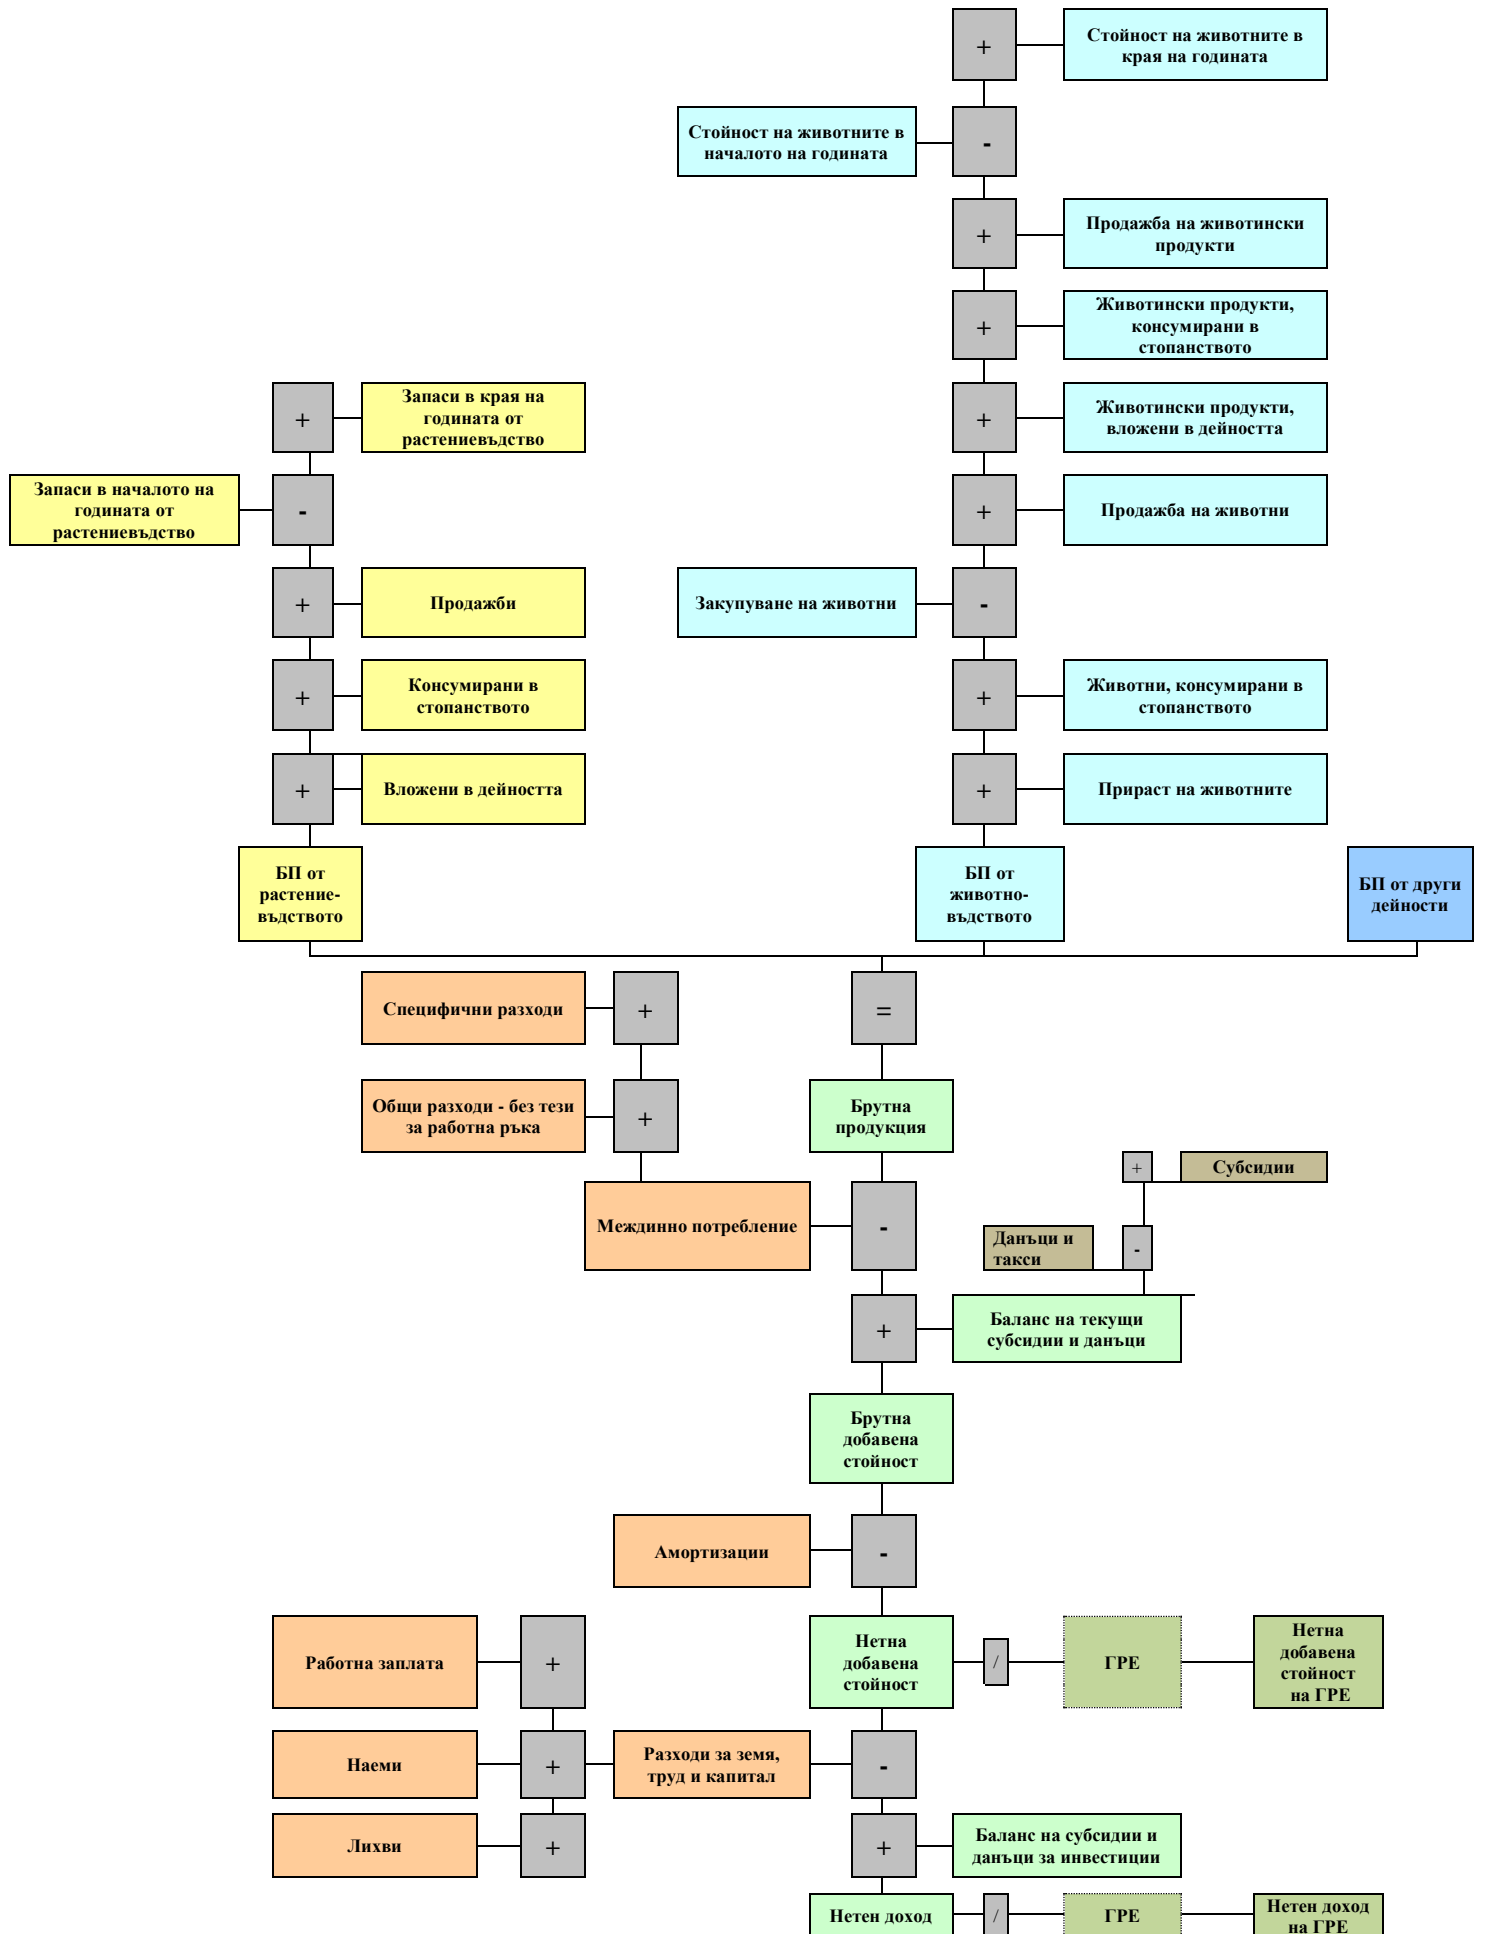 +
Стойност на животните в
края на годината
Стойност на животните в
началото на годината
-
+
Продажба на животински
продукти
+
Животински продукти,
консумирани в
стопанството
+
Запаси в края на
годината от
растениевъдство
+
Животински продукти,
вложени в дейността
Запаси в началото на
годината от
растениевъдство
-
+
Продажба на животни
+
Продажби
Закупуване на животни
-
+
Консумирани в
стопанството
+
Животни, консумирани в
стопанството
+
Вложени в дейността
+
Прираст на животните
БП от
растение-
въдството
БП от
животно-
въдството
БП от други
дейности
Специфични разходи
+
=
Общи разходи - без тези
за работна ръка
+
Брутна
продукция
+
Субсидии
Междинно потребление
-
Данъци и
такси
-
+
Баланс на текущи
субсидии и данъци
Брутна
добавена
стойност
Амортизации
-
Работна заплата
+
Нетна
добавена
стойност
/
ГРЕ
Нетна
добавена
стойност
на ГРЕ
Наеми
+
Разходи за земя,
труд и капитал
-
Лихви
+
+
Баланс на субсидии и
данъци за инвестиции
Нетен доход
/
ГРЕ
Нетен доход
на ГРЕ